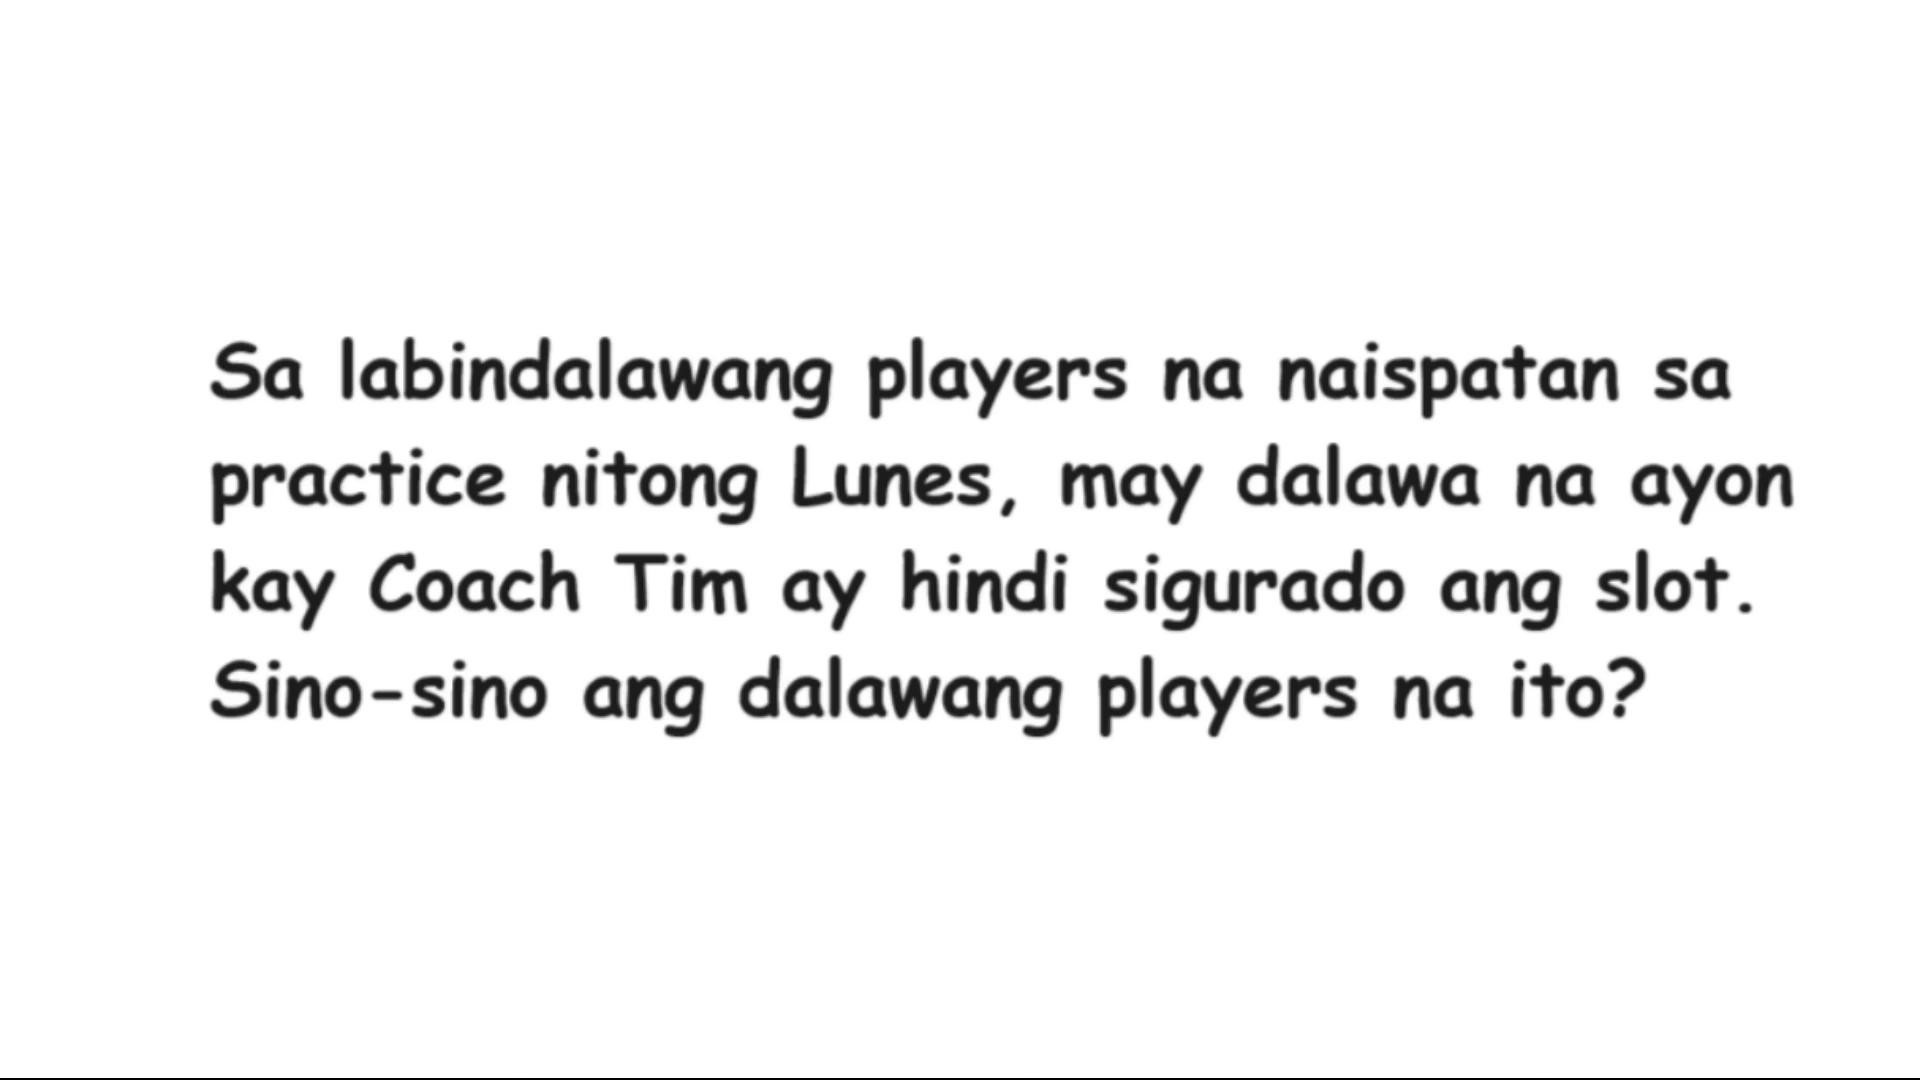 Sa labindalawang players na naispatan sa
practice nitong Lunes, may dalawa na ayon
kay Coach Tim ay hindi sigurado ang slot.
Sino-sino ang dalawang players na ito?